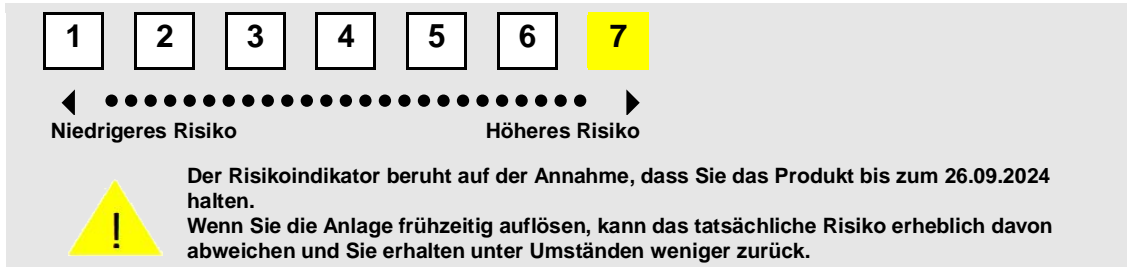 1 2 3 4 5 6 7
Niedrigeres Risiko Höheres Risiko
Der Risikoindikator beruht auf der Annahme, dass Sie das Produkt bis zum 26.09.2024
halten.
Wenn Sie die Anlage frühzeitig auflösen, kann das tatsächliche Risiko erheblich davon
abweichen und Sie erhalten unter Umständen weniger zurück.
!